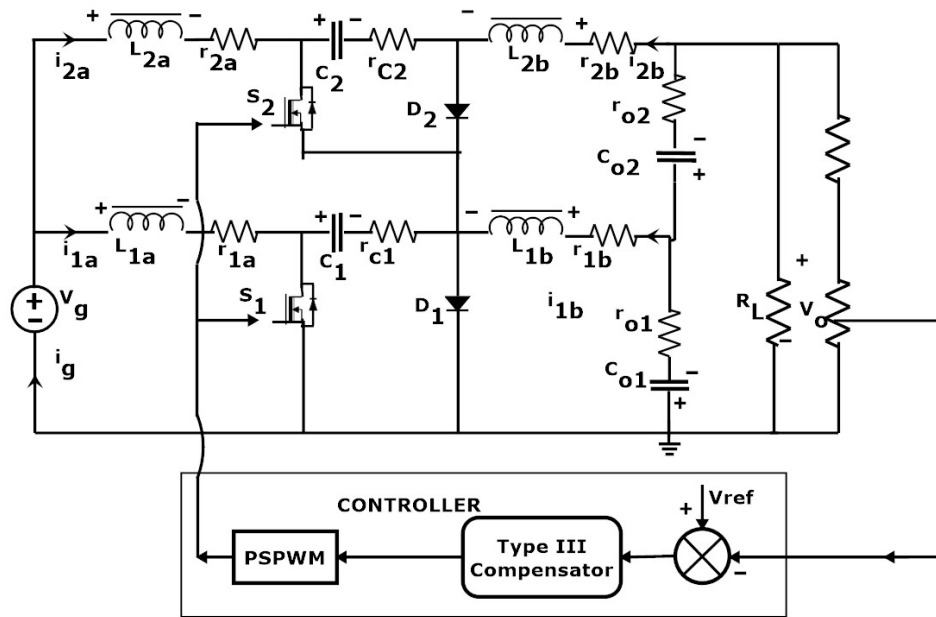 + - + - - +
L2a r2a C2 rC2 L2b r2b i2b
i2a
S2 D2 ro2
Co2 - +
+ - + - - +
L1a r1a C1 rc1 L1b r1b
i1a
S1 D1 i1b ro1
+ - Vg RL + Vo -
ig Co1 - +
CONTROLLER + Vref
PSPWM Type III
Compensator -